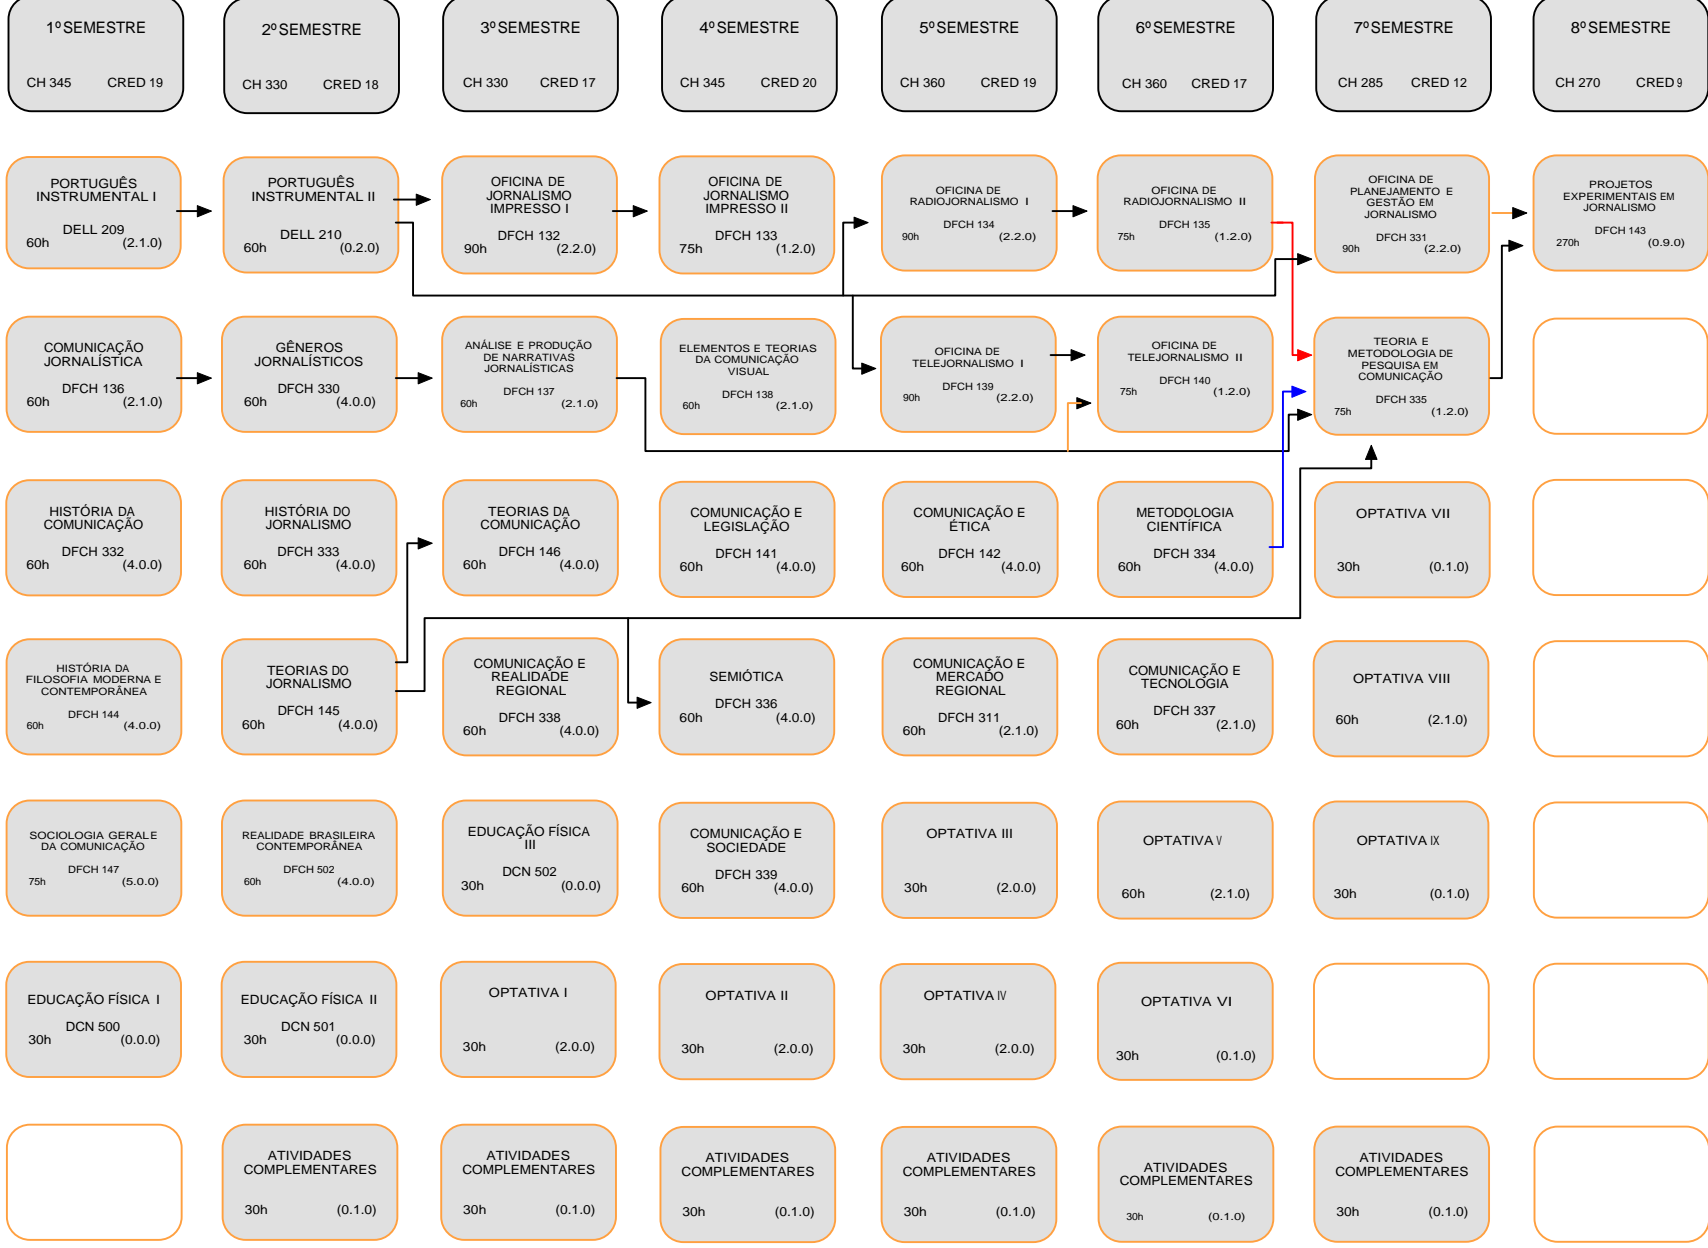 1º SEMESTRE
CH 345 CRED 19
2º SEMESTRE
CH 330 CRED 18
3º SEMESTRE
CH 330 CRED 17
4º SEMESTRE
CH 345 CRED 20
5º SEMESTRE
CH 360 CRED 19
6º SEMESTRE
CH 360 CRED 17
7º SEMESTRE
CH 285 CRED 12
8º SEMESTRE
CH 270 CRED 9
PORTUGUÊS
INSTRUMENTAL I
DELL 209
60h (2.1.0)
PORTUGUÊS
INSTRUMENTAL II
DELL 210
60h (0.2.0)
OFICINA DE
JORNALISMO
IMPRESSO I
DFCH 132
90h (2.2.0)
OFICINA DE
JORNALISMO
IMPRESSO II
DFCH 133
75h (1.2.0)
OFICINA DE
RADIOJORNALISMO I
DFCH 134
90h (2.2.0)
OFICINA DE
RADIOJORNALISMO II
DFCH 135
75h (1.2.0)
OFICINA DE
PLANEJAMENTO E
GESTÃO EM
JORNALISMO
DFCH 331
90h (2.2.0)
PROJETOS
EXPERIMENTAIS EM
JORNALISMO
DFCH 143
270h (0.9.0)
COMUNICAÇÃO
JORNALÍSTICA
DFCH 136
60h (2.1.0)
GÊNEROS
JORNALÍSTICOS
DFCH 330
60h (4.0.0)
ANÁLISE E PRODUÇÃO
DE NARRATIVAS
JORNALÍSTICAS
DFCH 137
60h (2.1.0)
ELEMENTOS E TEORIAS
DA COMUNICAÇÃO
VISUAL
DFCH 138
60h (2.1.0)
OFICINA DE
TELEJORNALISMO I
DFCH 139
90h (2.2.0)
OFICINA DE
TELEJORNALISMO II
DFCH 140
75h (1.2.0)
TEORIA E
METODOLOGIA DE
PESQUISA EM
COMUNICAÇÃO
DFCH 335
75h (1.2.0)
HISTÓRIA DA
COMUNICAÇÃO
DFCH 332
60h (4.0.0)
HISTÓRIA DO
JORNALISMO
DFCH 333
60h (4.0.0)
TEORIAS DA
COMUNICAÇÃO
DFCH 146
60h (4.0.0)
COMUNICAÇÃO E
LEGISLAÇÃO
DFCH 141
60h (4.0.0)
COMUNICAÇÃO E
ÉTICA
DFCH 142
60h (4.0.0)
METODOLOGIA
CIENTÍFICA
DFCH 334
60h (4.0.0)
OPTATIVA VII
30h (0.1.0)
HISTÓRIA DA
FILOSOFIA MODERNA E
CONTEMPORÂNEA
DFCH 144
60h (4.0.0)
TEORIAS DO
JORNALISMO
DFCH 145
60h (4.0.0)
COMUNICAÇÃO E
REALIDADE
REGIONAL
DFCH 338
60h (4.0.0)
SEMIÓTICA
DFCH 336
60h (4.0.0)
COMUNICAÇÃO E
MERCADO
REGIONAL
DFCH 311
60h (2.1.0)
COMUNICAÇÃO E
TECNOLOGIA
DFCH 337
60h (2.1.0)
OPTATIVA VIII
60h (2.1.0)
SOCIOLOGIA GERAL E
DA COMUNICAÇÃO
DFCH 147
75h (5.0.0)
REALIDADE BRASILEIRA
CONTEMPORÂNEA
DFCH 502
60h (4.0.0)
EDUCAÇÃO FÍSICA
III
DCN 502
30h (0.0.0)
COMUNICAÇÃO E
SOCIEDADE
DFCH 339
60h (4.0.0)
OPTATIVA III
30h (2.0.0)
OPTATIVA V
60h (2.1.0)
OPTATIVA IX
30h (0.1.0)
EDUCAÇÃO FÍSICA I
DCN 500
30h (0.0.0)
EDUCAÇÃO FÍSICA II
DCN 501
30h (0.0.0)
OPTATIVA I
30h (2.0.0)
OPTATIVA II
30h (2.0.0)
OPTATIVA IV
30h (2.0.0)
OPTATIVA VI
30h (0.1.0)
ATIVIDADES
COMPLEMENTARES
30h (0.1.0)
ATIVIDADES
COMPLEMENTARES
30h (0.1.0)
ATIVIDADES
COMPLEMENTARES
30h (0.1.0)
ATIVIDADES
COMPLEMENTARES
30h (0.1.0)
ATIVIDADES
COMPLEMENTARES
30h (0.1.0)
ATIVIDADES
COMPLEMENTARES
30h (0.1.0)